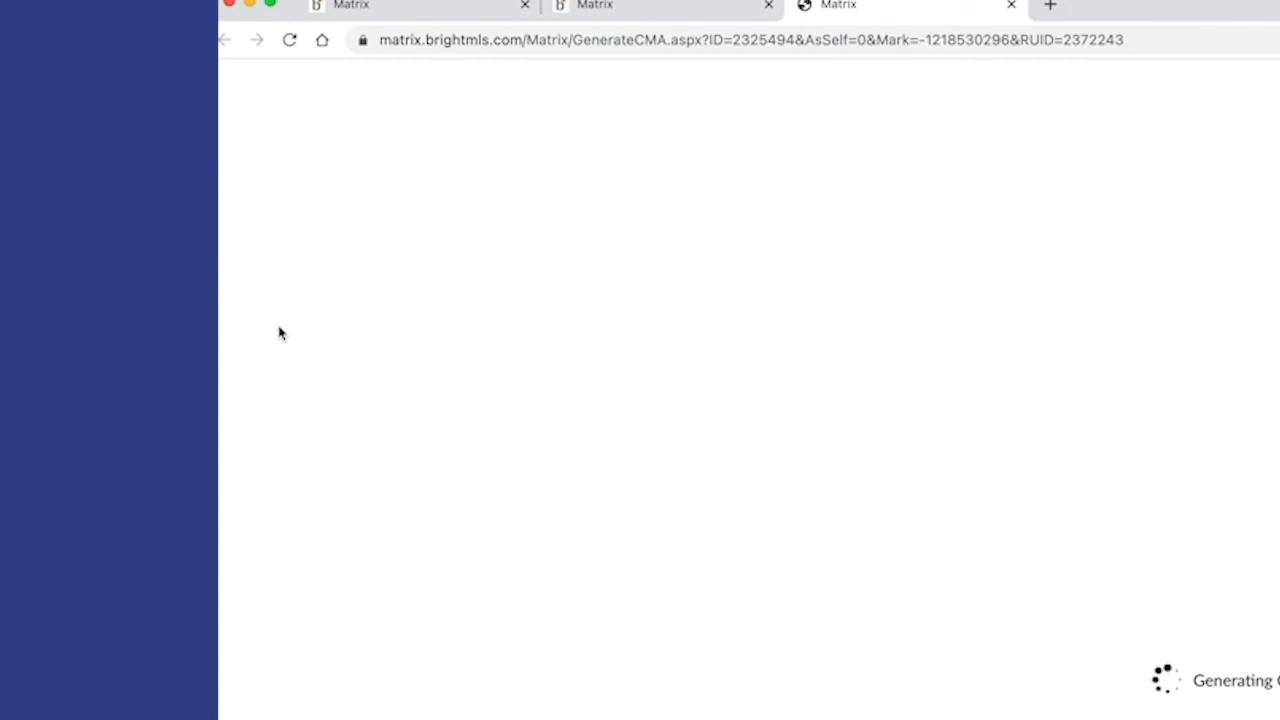 Matrix
Matrix
Matrix
matrix.brightmls.com/Matrix/GenerateCMA.aspx?ID=2325494&AsSelf=0&Mark=-1218530296&RUID=2372243
Generating